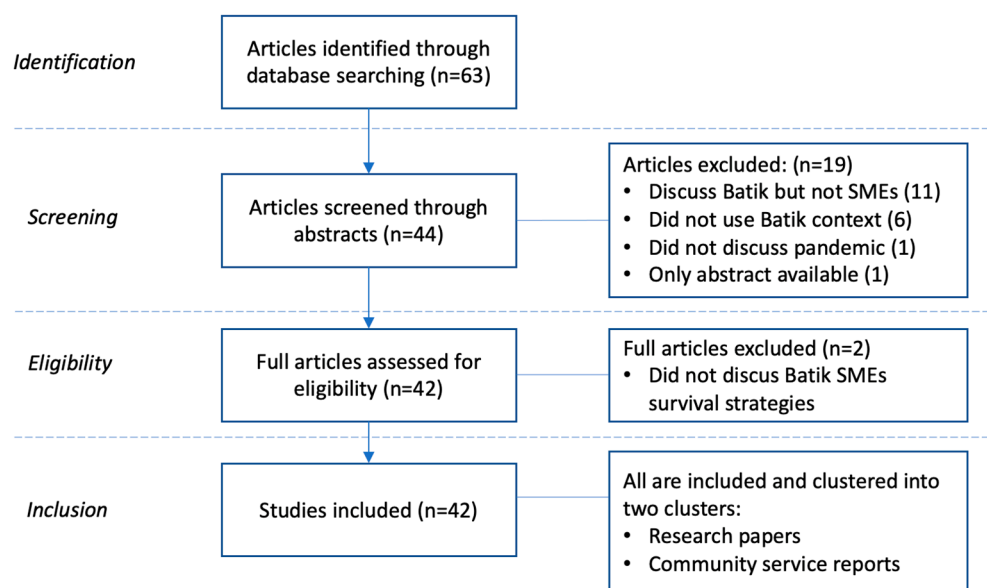 Identification
Articles identified through
database searching (n=63)
Screening
Articles screened through
abstracts (n=44)
Articles excluded: (n=19)
• Discuss Batik but not SMEs (11)
• Did not use Batik context (6)
• Did not discuss pandemic (1)
• Only abstract available (1)
Eligibility
Full articles assessed for
eligibility (n=42)
Full articles excluded (n=2)
• Did not discus Batik SMEs
survival strategies
Inclusion
Studies included (n=42)
All are included and clustered into
two clusters:
• Research papers
• Community service reports